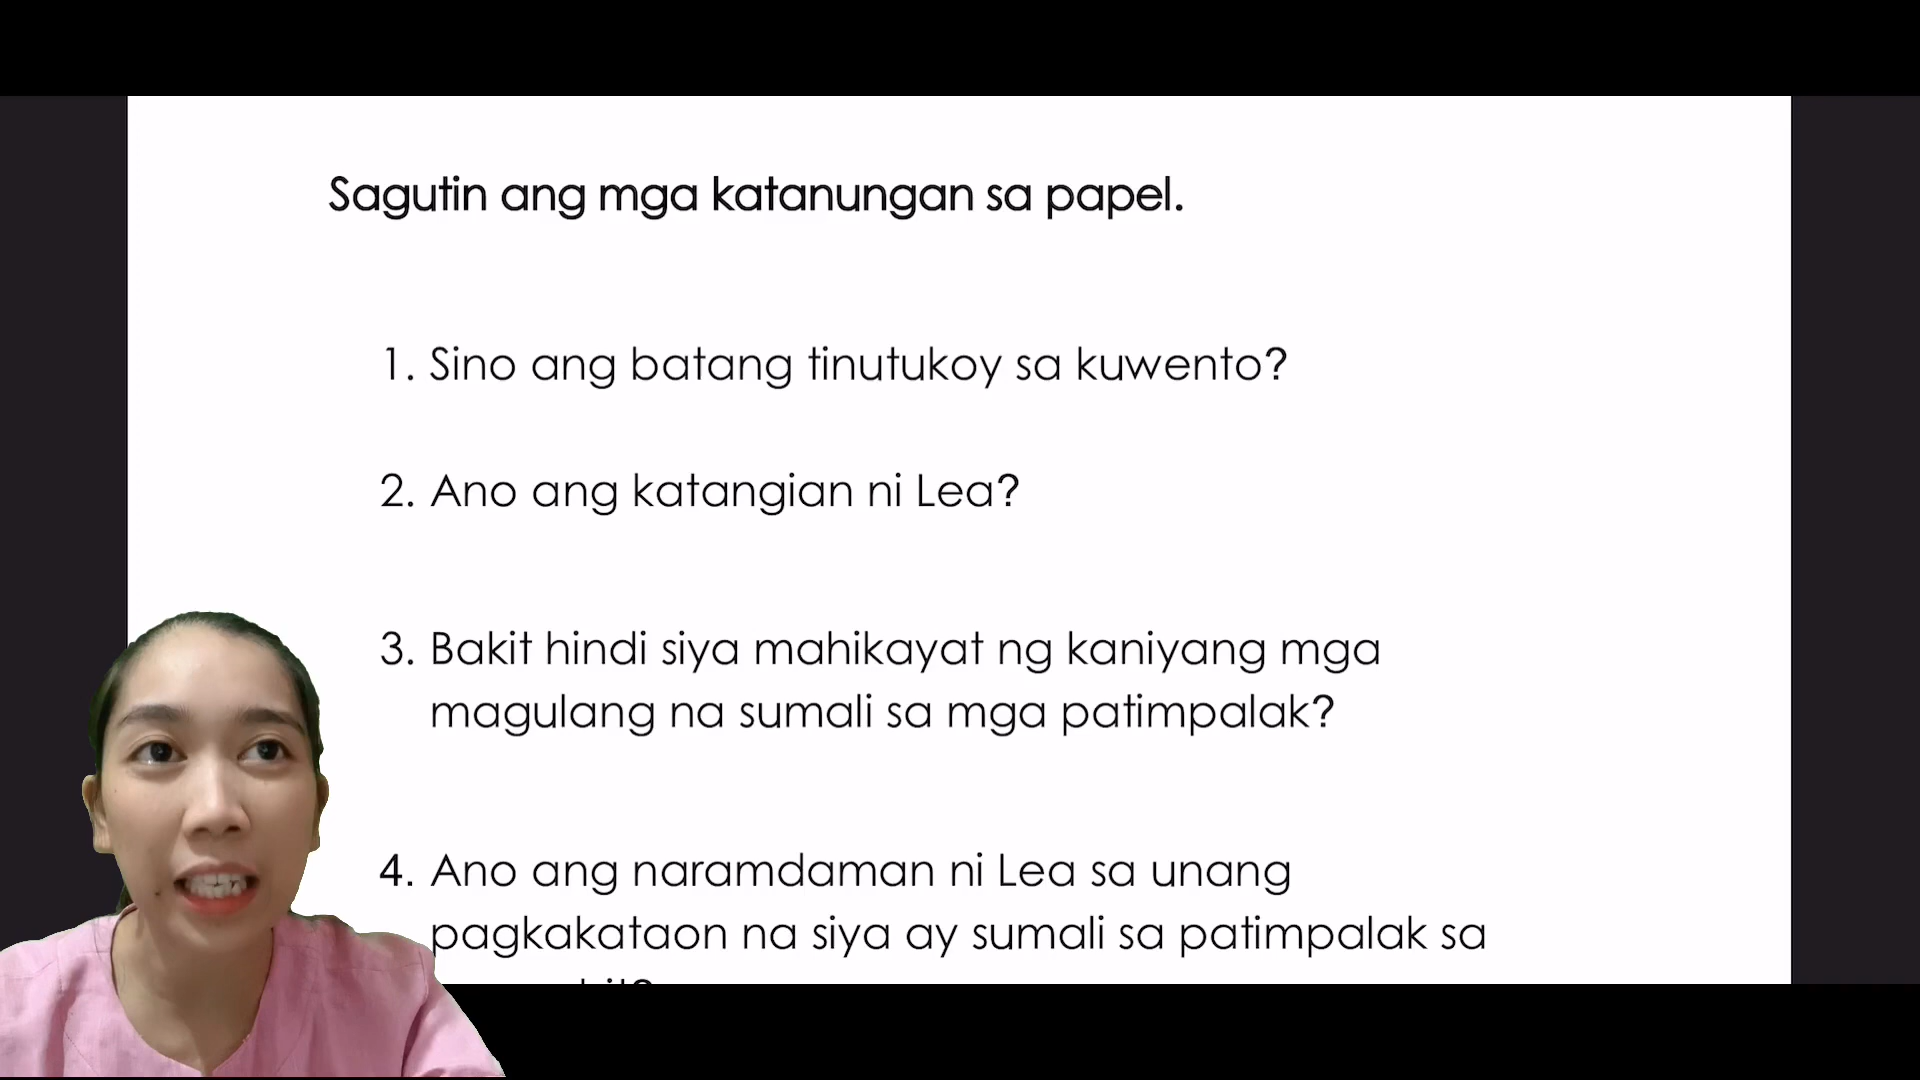 Sagutin ang mga katanungan sa papel.
1. Sino ang batang tinutukoy sa kuwento?
2. Ano ang katangian ni Lea?
3. Bakit hindi siya mahikayat ng kaniyang mga
magulang na sumali sa mga patimpalak?
4. Ano ang naramdaman ni Lea sa unang
pagkakataon na siya ay sumali sa patimpalak sa